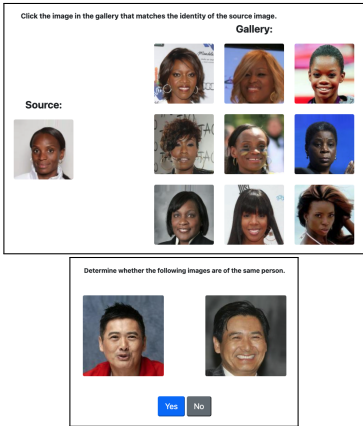 Click the image in the gallery that matches the identity of the source image.
Gallery:
Source:
Determine whether the following images are of the same person.
Yes
No